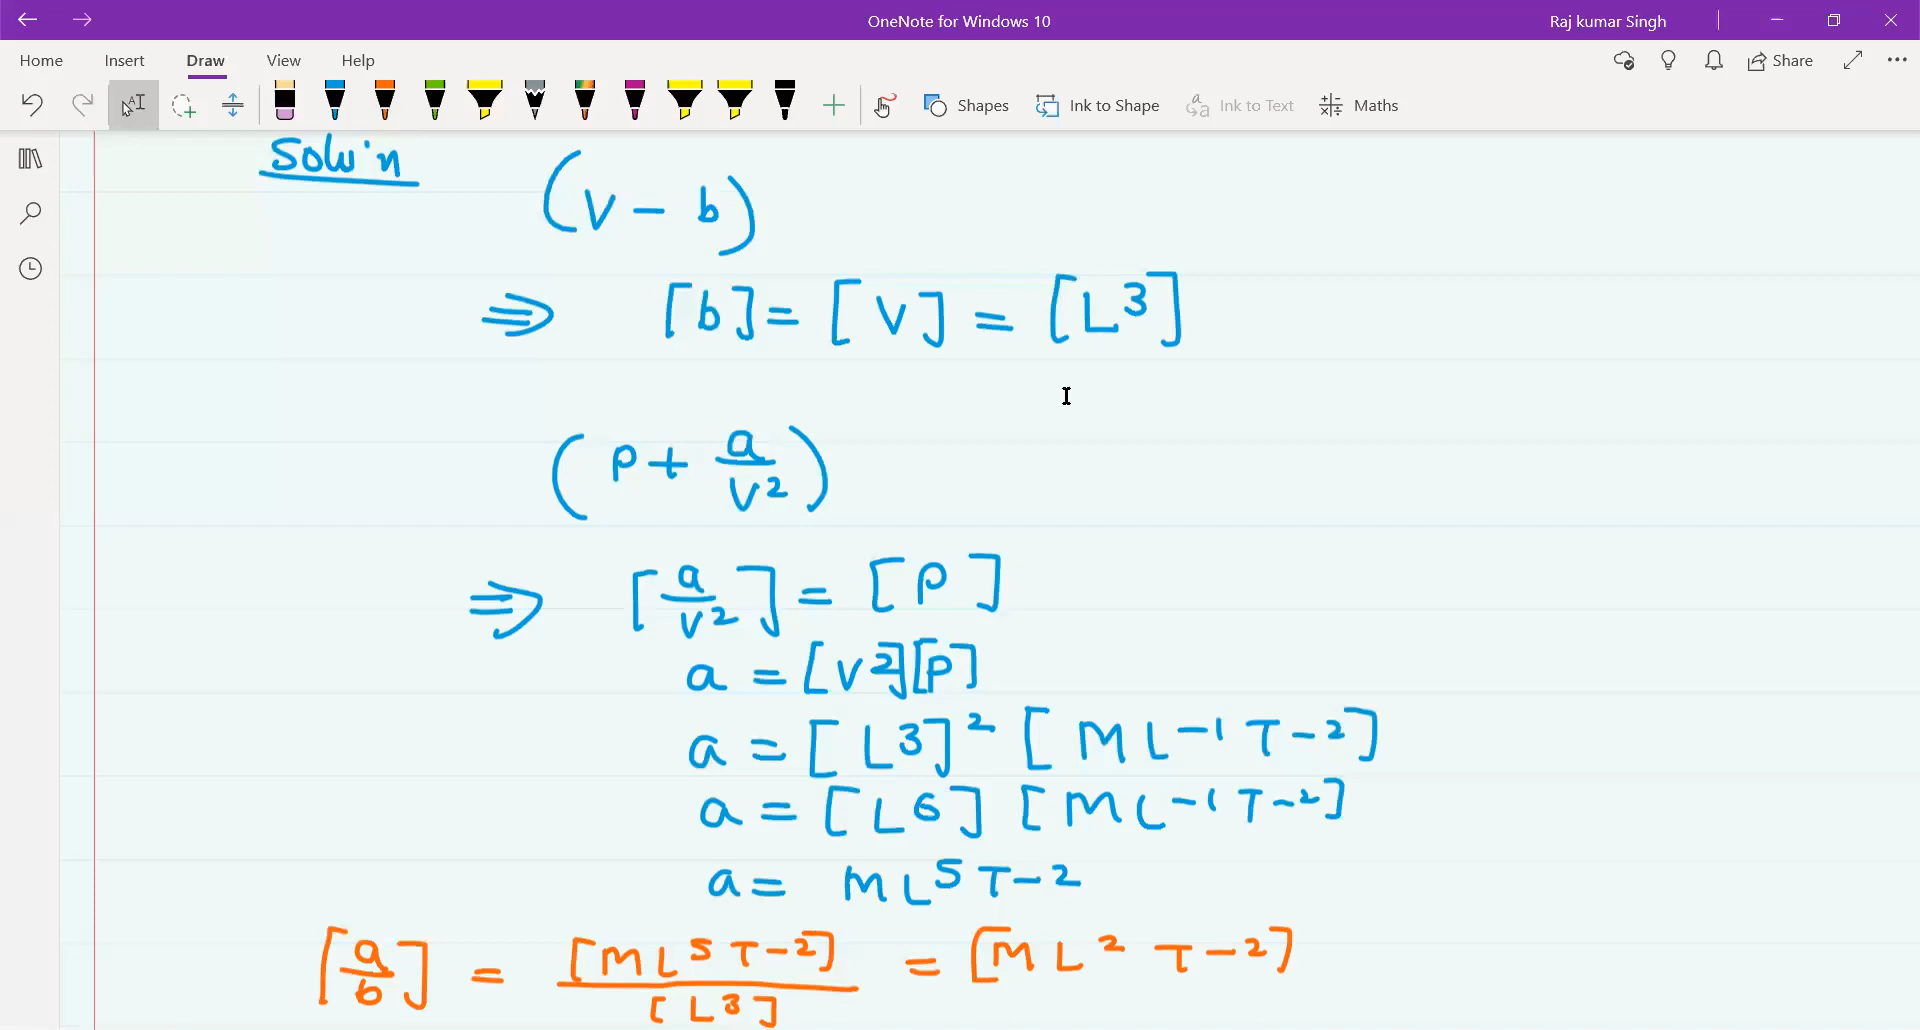 OneNote for Windows 10
Raj kumar Singh
Home Insert Draw View Help
Share
Shapes Ink to Shape Ink to Text Maths
Solu'n
(V - b)
⇒ [b] = [V] = [L³]
(P + a/V²)
⇒ [a/V²] = [P]
a = [V²][P]
a = [L³]² [M L⁻¹ T⁻²]
a = [L⁶] [M L⁻¹ T⁻²]
a = M L⁵ T⁻²
[a/b] = [M L⁵ T⁻²]/[L³] = [M L² T⁻²]